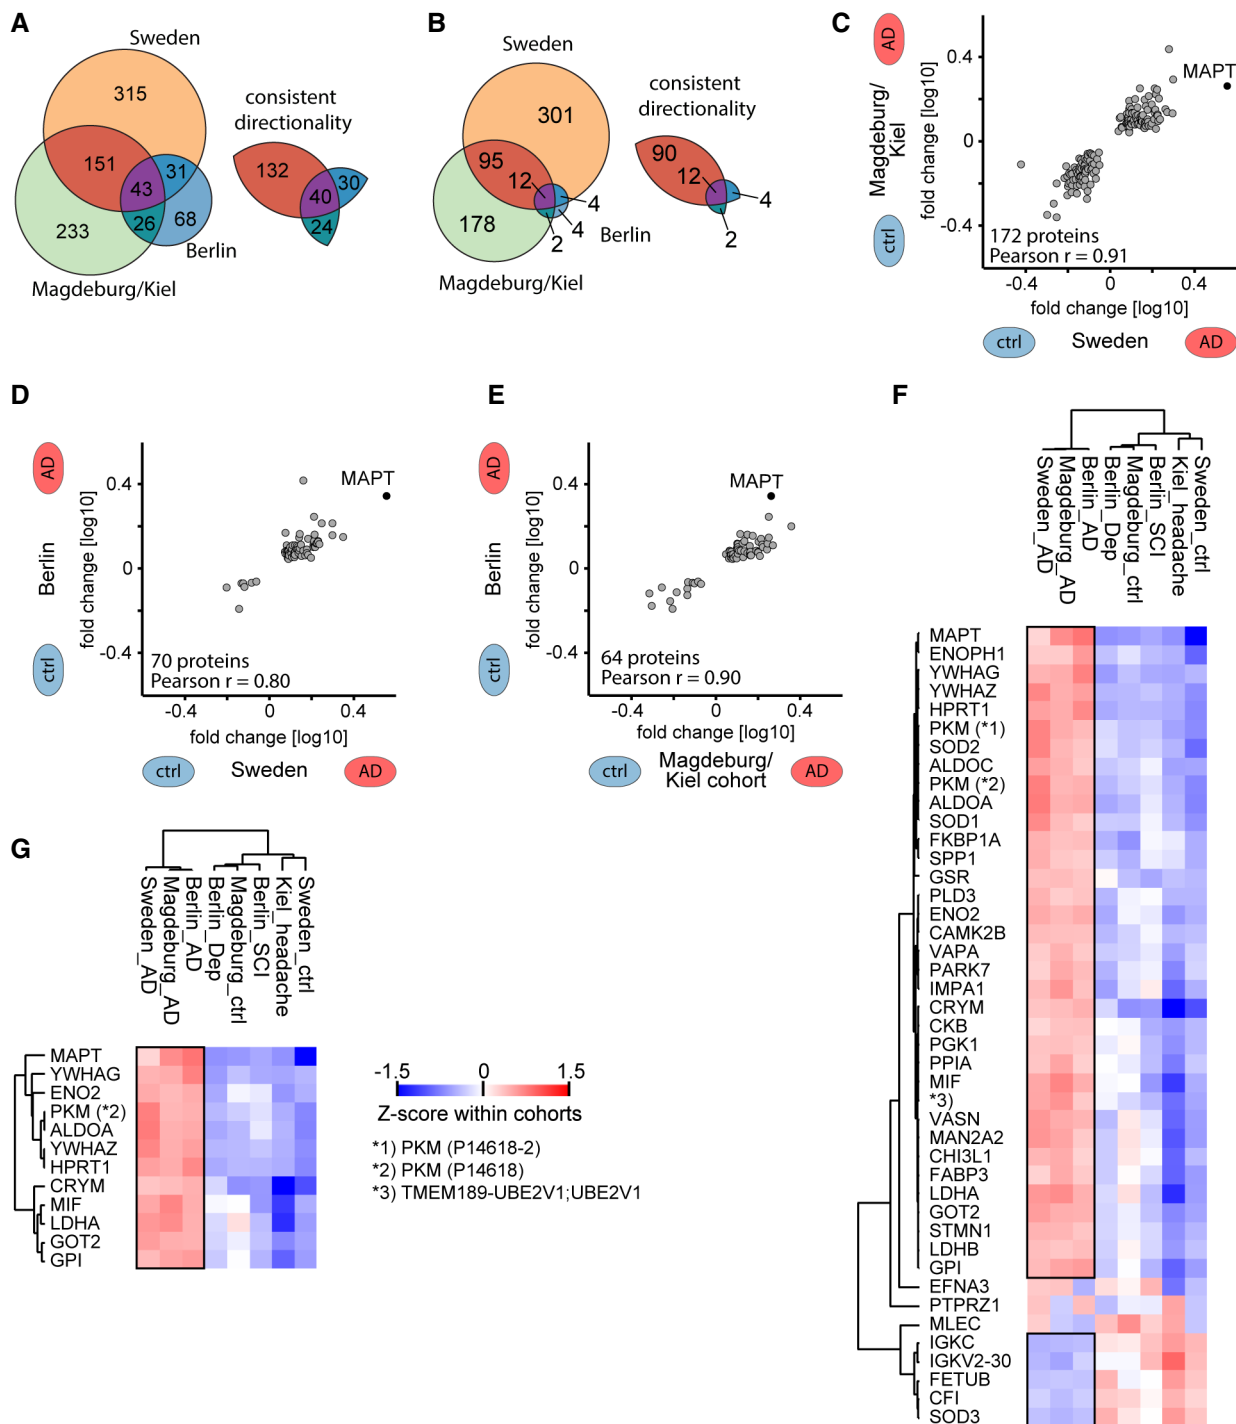 A
Sweden
315
151
31
43
233
26
68
Berlin
Magdeburg/Kiel
consistent
directionality
132
30
40
24
B
Sweden
301
95
12
4
178
4
2
Berlin
Magdeburg/Kiel
consistent
directionality
90
12
4
2
C
AD
Magdeburg/
Kiel
ctrl
fold change [log10]
0.4
0
-0.4
MAPT
172 proteins
Pearson r = 0.91
-0.4
0
0.4
fold change [log10]
ctrl
Sweden
AD
D
AD
Berlin
ctrl
fold change [log10]
0.4
0
-0.4
MAPT
70 proteins
Pearson r = 0.80
-0.4
0
0.4
fold change [log10]
ctrl
Sweden
AD
E
AD
Berlin
ctrl
fold change [log10]
0.4
0
-0.4
MAPT
64 proteins
Pearson r = 0.90
-0.4
0
0.4
fold change [log10]
ctrl
Magdeburg/
Kiel cohort
AD
F
Sweden_AD
Magdeburg_AD
Berlin_AD
Berlin_Dep
Magdeburg_ctrl
Berlin_SCI
Kiel_headache
Sweden_ctrl
MAPT
ENOPH1
YWHAG
YWHAZ
HPRT1
PKM (*1)
SOD2
ALDOC
PKM (*2)
ALDOA
SOD1
FKBP1A
SPP1
GSR
PLD3
ENO2
CAMK2B
VAPA
PARK7
IMPA1
CRYM
CKB
PGK1
PPIA
MIF
*3)
VASN
MAN2A2
CHI3L1
FABP3
LDHA
GOT2
STMN1
LDHB
GPI
EFNA3
PTPRZ1
MLEC
IGKC
IGKV2-30
FETUB
CFI
SOD3
G
Sweden_AD
Magdeburg_AD
Berlin_AD
Berlin_Dep
Magdeburg_ctrl
Berlin_SCI
Kiel_headache
Sweden_ctrl
MAPT
YWHAG
ENO2
PKM (*2)
ALDOA
YWHAZ
HPRT1
CRYM
MIF
LDHA
GOT2
GPI
-1.5
0
1.5
Z-score within cohorts
*1) PKM (P14618-2)
*2) PKM (P14618)
*3) TMEM189-UBE2V1;UBE2V1